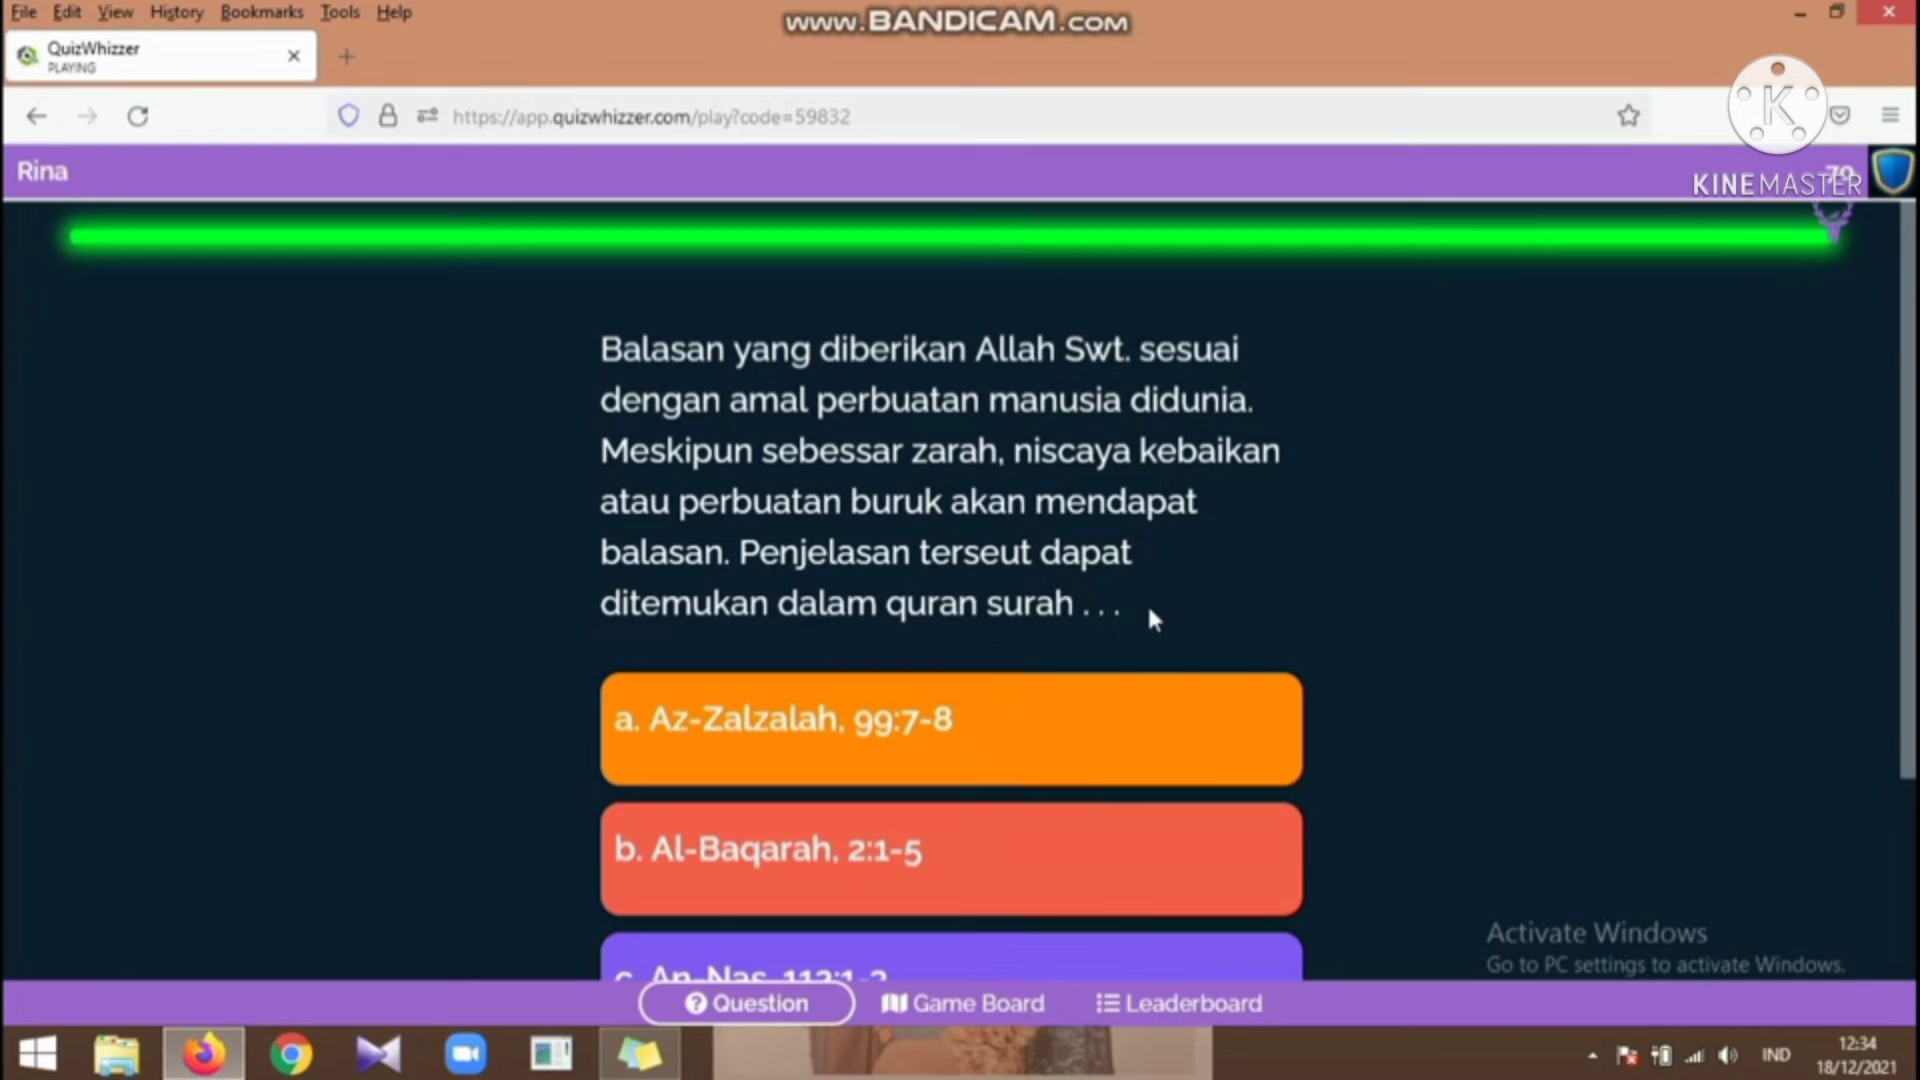 File Edit View History Bookmarks Tools Help
www.BANDICAM.com
QuizWhizzer
PLAYING
https://app.quizwhizzer.com/play?code=59832
K
Rina
KINEMASTER
Balasan yang diberikan Allah Swt. sesuai
dengan amal perbuatan manusia didunia.
Meskipun sebessar zarah, niscaya kebaikan
atau perbuatan buruk akan mendapat
balasan. Penjelasan terseut dapat
ditemukan dalam quran surah . . .
a. Az-Zalzalah, 99:7-8
b. Al-Baqarah, 2:1-5
c. An-Nas,
Activate Windows
Go to PC settings to activate Windows.
Question Game Board Leaderboard
IND
12:34
18/12/2021